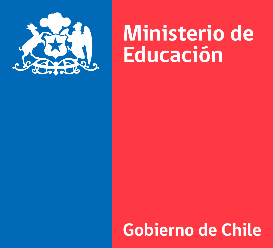 Ministerio de
Educación
Gobierno de Chile